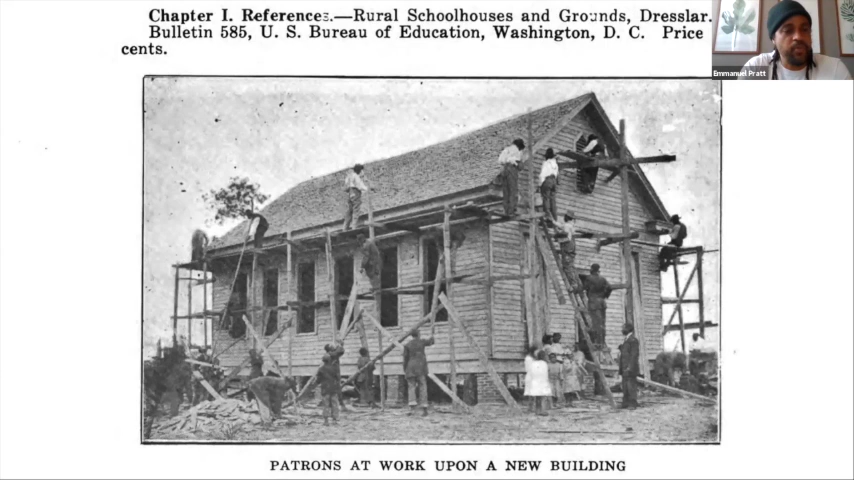 Chapter I. References.—Rural Schoolhouses and Grounds, Dresslar.
Bulletin 585, U. S. Bureau of Education, Washington, D. C. Price
cents.
Emmanuel Pratt
PATRONS AT WORK UPON A NEW BUILDING